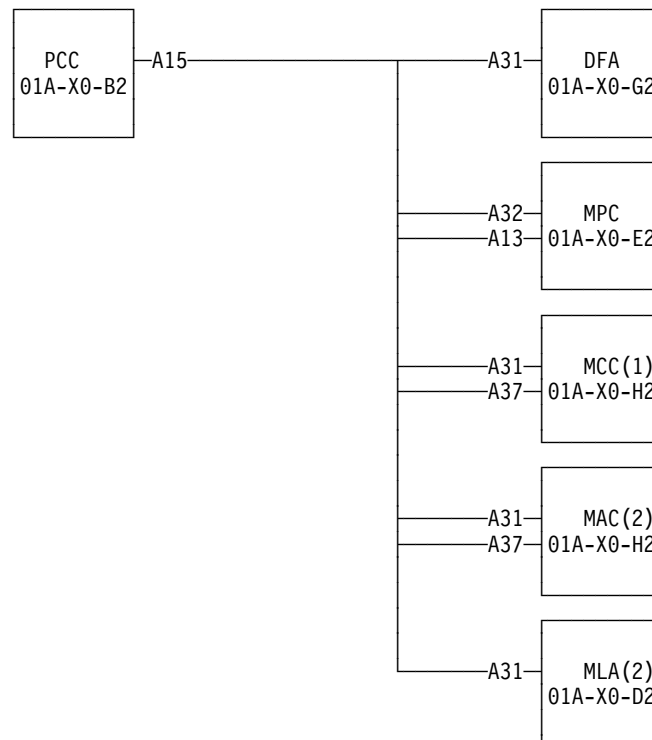 PCC
01A-X0-B2
A15
A31
DFA
01A-X0-G2
A32
MPC
A13
01A-X0-E2
A31
MCC(1)
A37
01A-X0-H2
A31
MAC(2)
A37
01A-X0-H2
A31
MLA(2)
01A-X0-D2